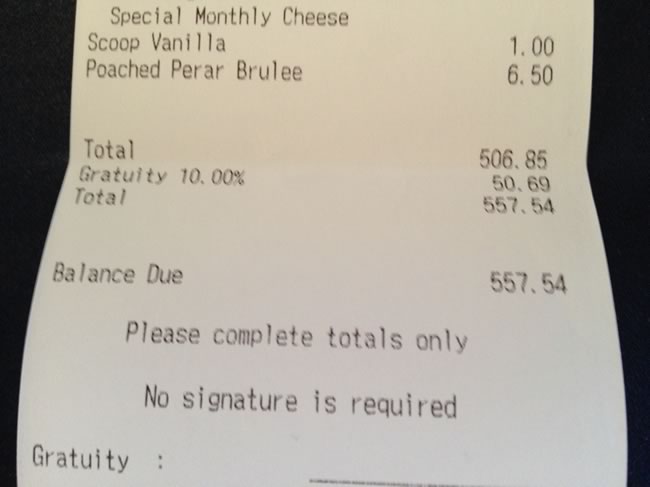 Special Monthly Cheese
Scoop Vanilla 1.00
Poached Perar Brulee 6.50
Total 506.85
Gratuity 10.00% 50.69
Total 557.54
Balance Due 557.54
Please complete totals only
No signature is required
Gratuity :